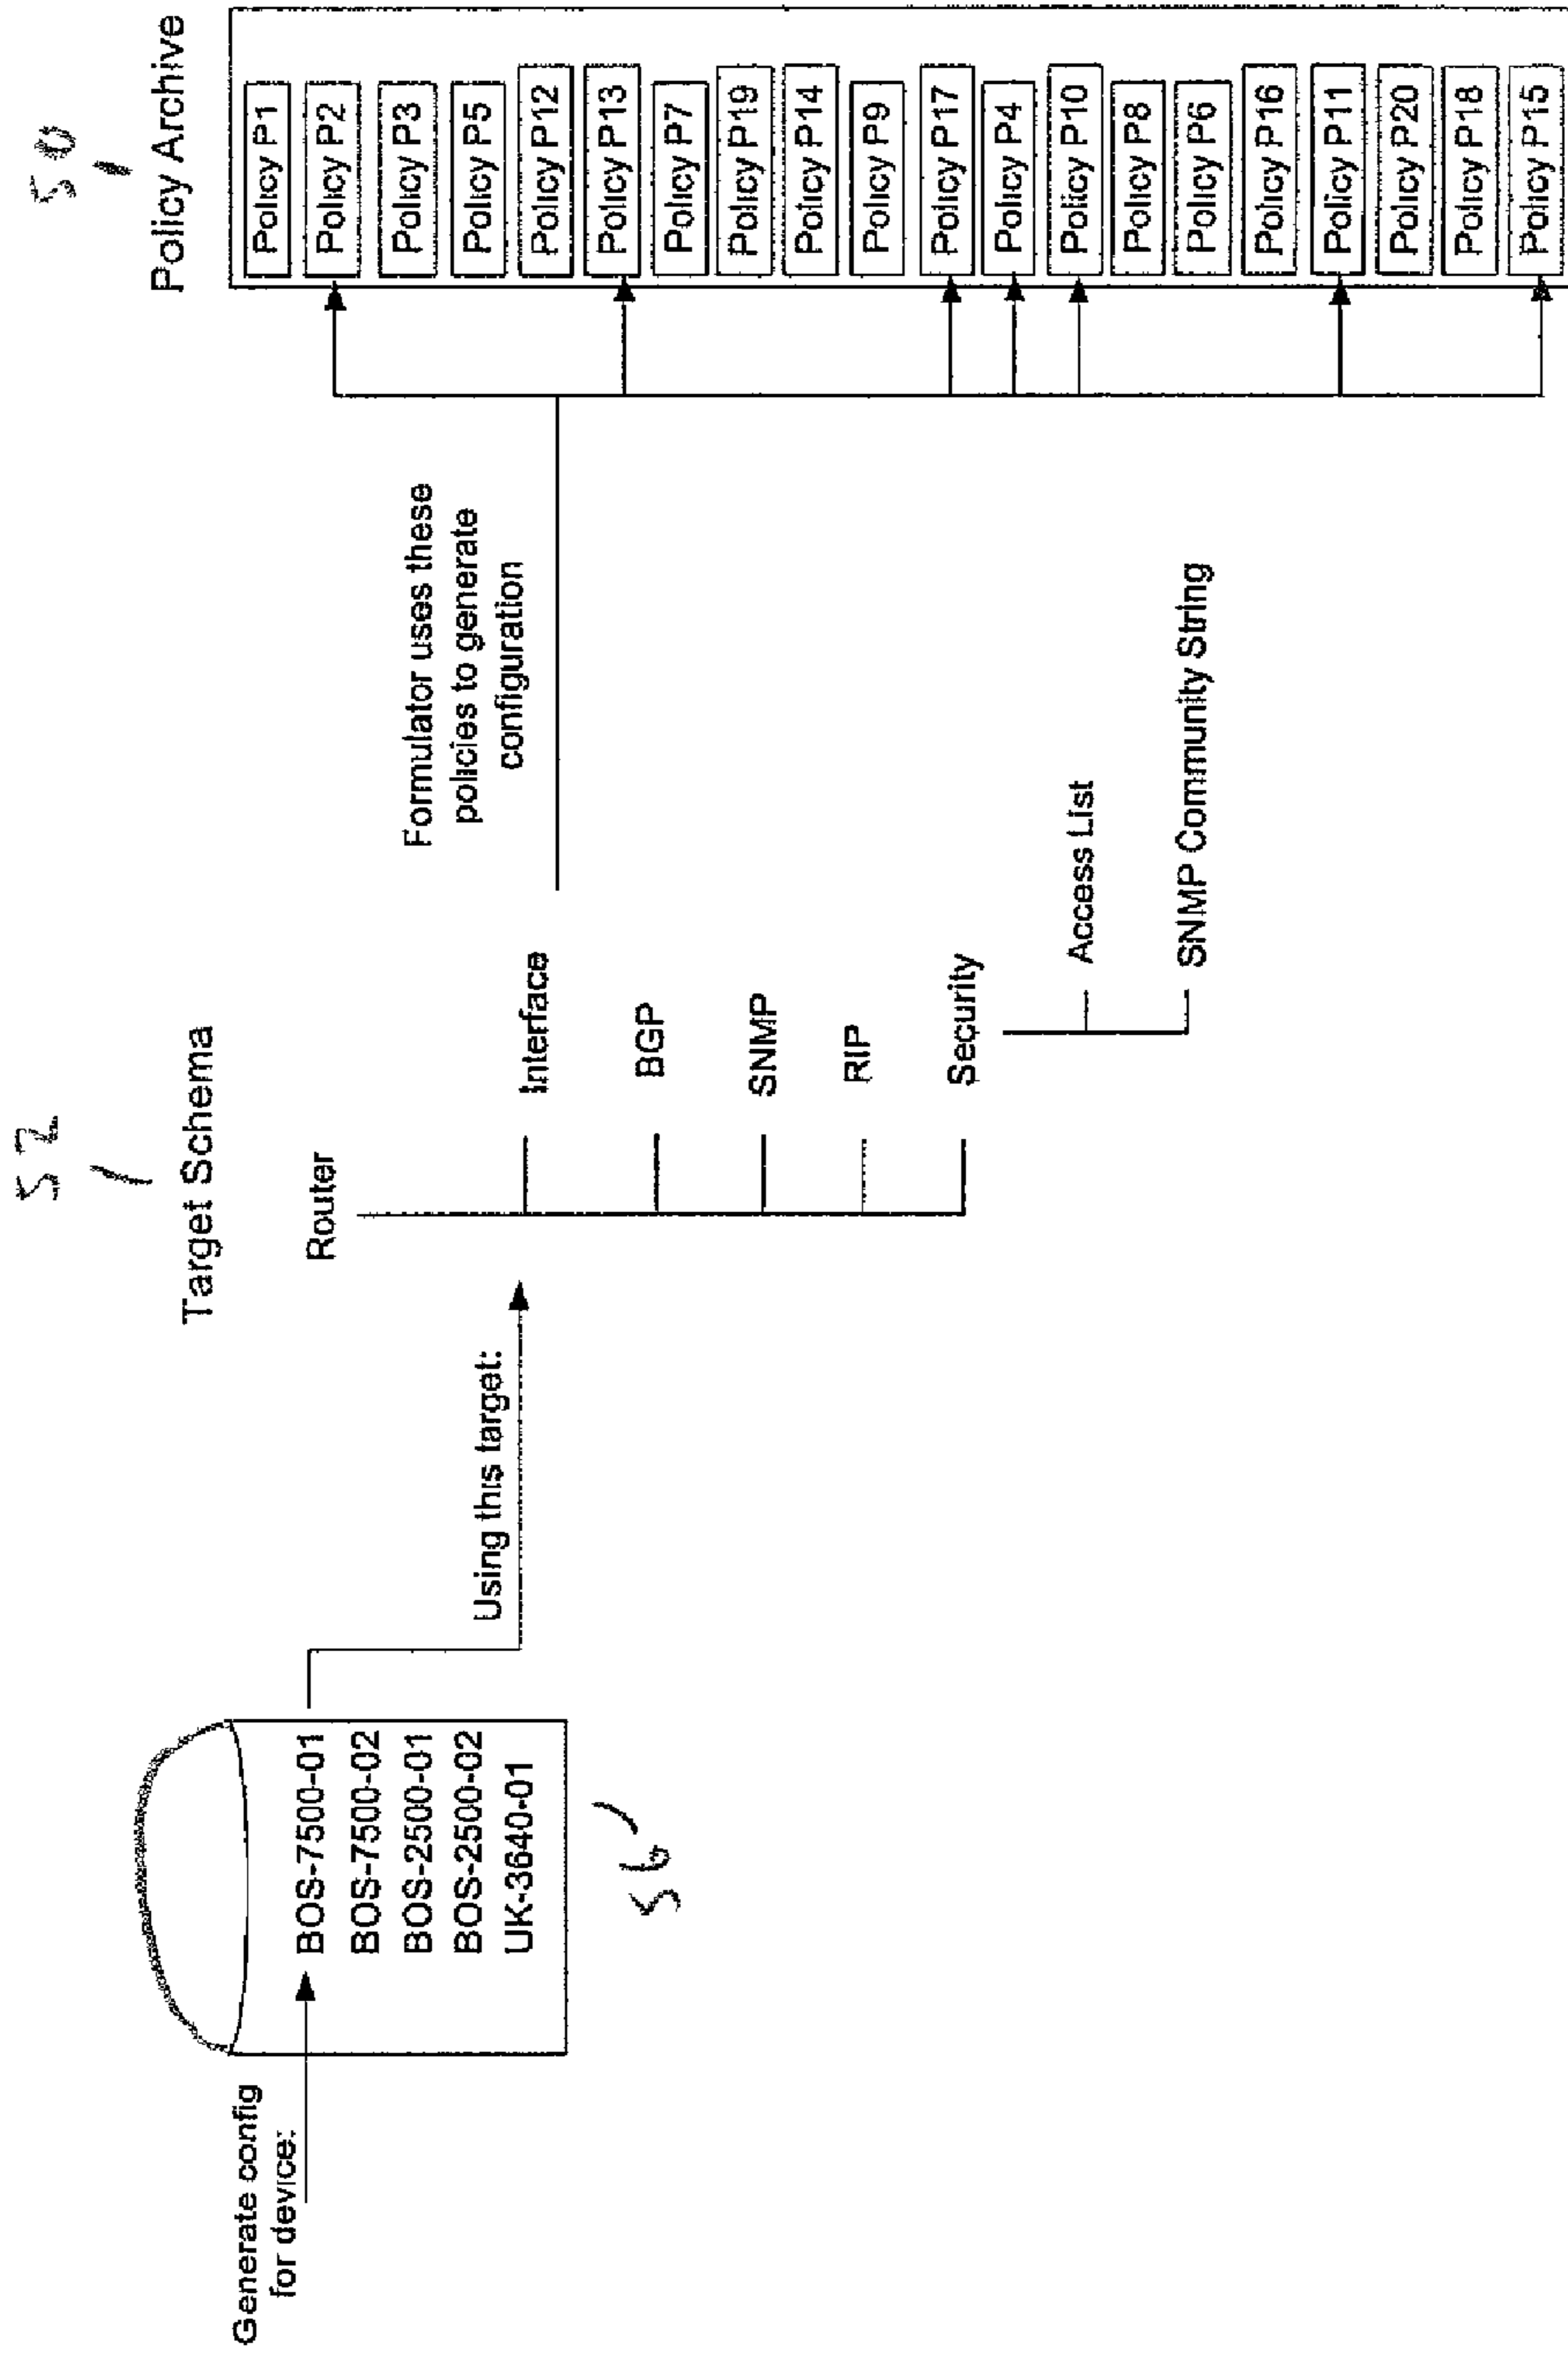 Generate config
for device:
BOS-7500-01
BOS-7500-02
BOS-2500-01
BOS-2500-02
UK-3640-01
56
Using this target:
52
Target Schema
Router
Interface
BGP
SNMP
RIP
Security
Access List
SNMP Community String
Formulator uses these
policies to generate
configuration
50
Policy Archive
Policy P1
Policy P2
Policy P3
Policy P5
Policy P12
Policy P13
Policy P7
Policy P19
Policy P14
Policy P9
Policy P17
Policy P4
Policy P10
Policy P8
Policy P6
Policy P16
Policy P11
Policy P20
Policy P18
Policy P15